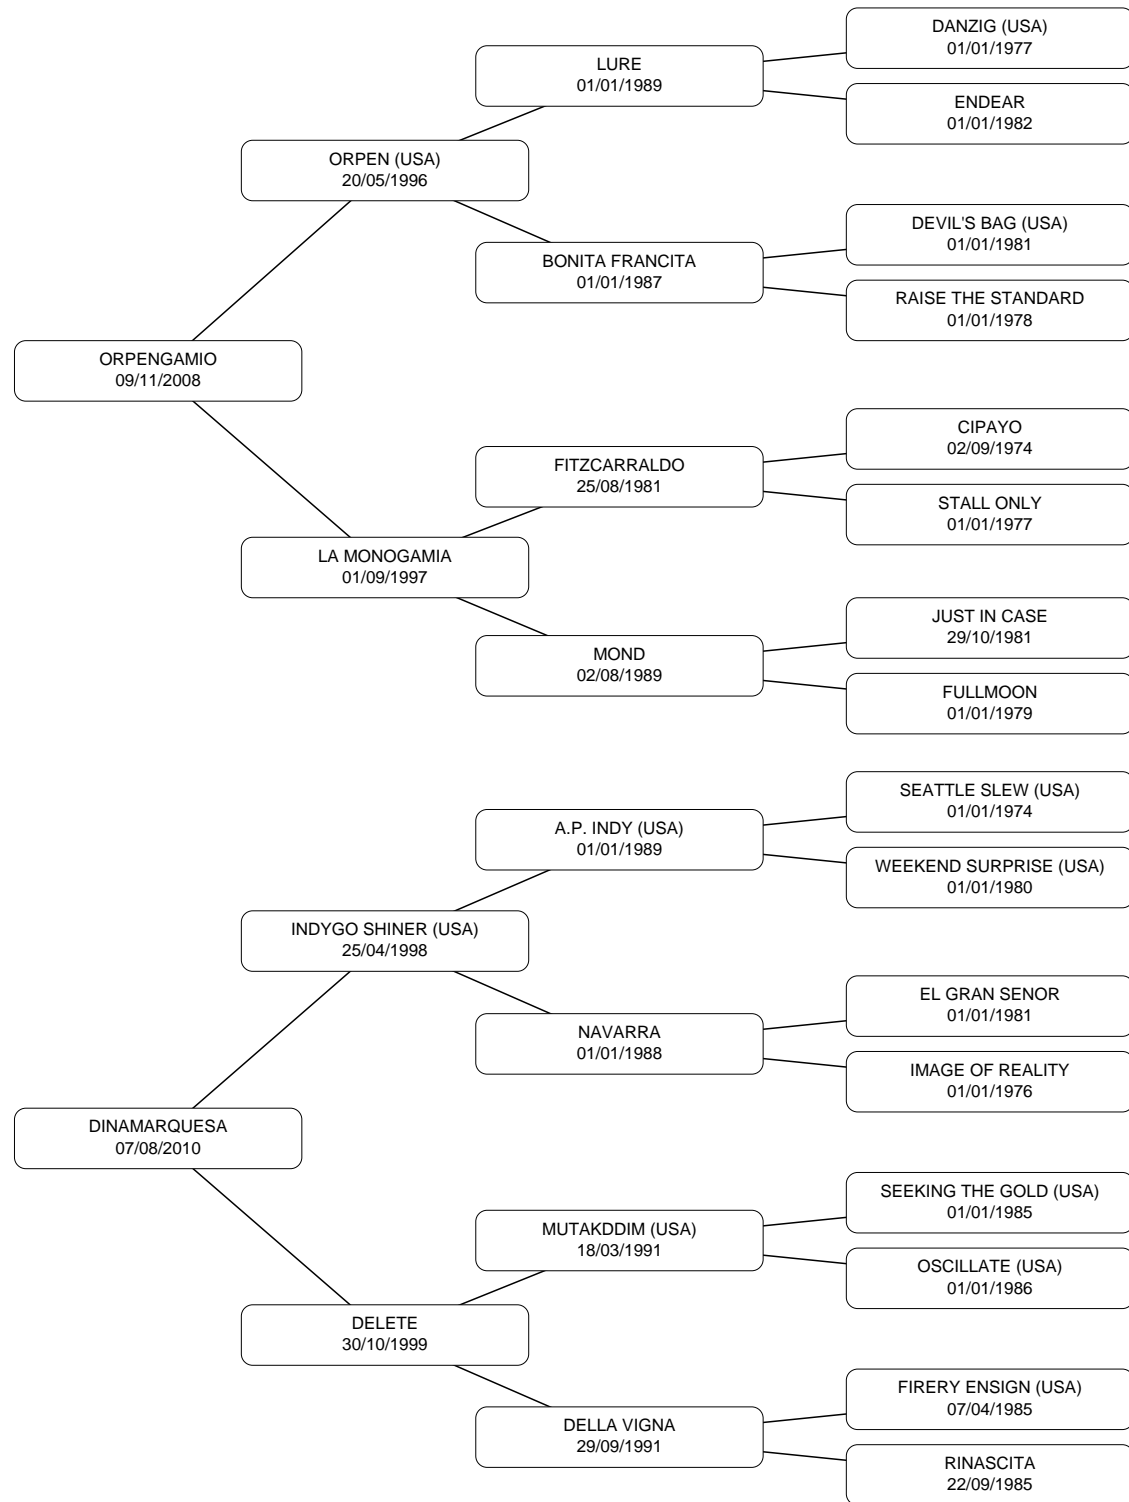 DANZIG (USA)
01/01/1977
LURE
01/01/1989
ENDEAR
01/01/1982
ORPEN (USA)
20/05/1996
DEVIL'S BAG (USA)
01/01/1981
BONITA FRANCITA
01/01/1987
RAISE THE STANDARD
01/01/1978
ORPENGAMIO
09/11/2008
CIPAYO
02/09/1974
FITZCARRALDO
25/08/1981
STALL ONLY
01/01/1977
LA MONOGAMIA
01/09/1997
JUST IN CASE
29/10/1981
MOND
02/08/1989
FULLMOON
01/01/1979
SEATTLE SLEW (USA)
01/01/1974
A.P. INDY (USA)
01/01/1989
WEEKEND SURPRISE (USA)
01/01/1980
INDYGO SHINER (USA)
25/04/1998
EL GRAN SENOR
01/01/1981
NAVARRA
01/01/1988
IMAGE OF REALITY
01/01/1976
DINAMARQUESA
07/08/2010
SEEKING THE GOLD (USA)
01/01/1985
MUTAKDDIM (USA)
18/03/1991
OSCILLATE (USA)
01/01/1986
DELETE
30/10/1999
FIRERY ENSIGN (USA)
07/04/1985
DELLA VIGNA
29/09/1991
RINASCITA
22/09/1985